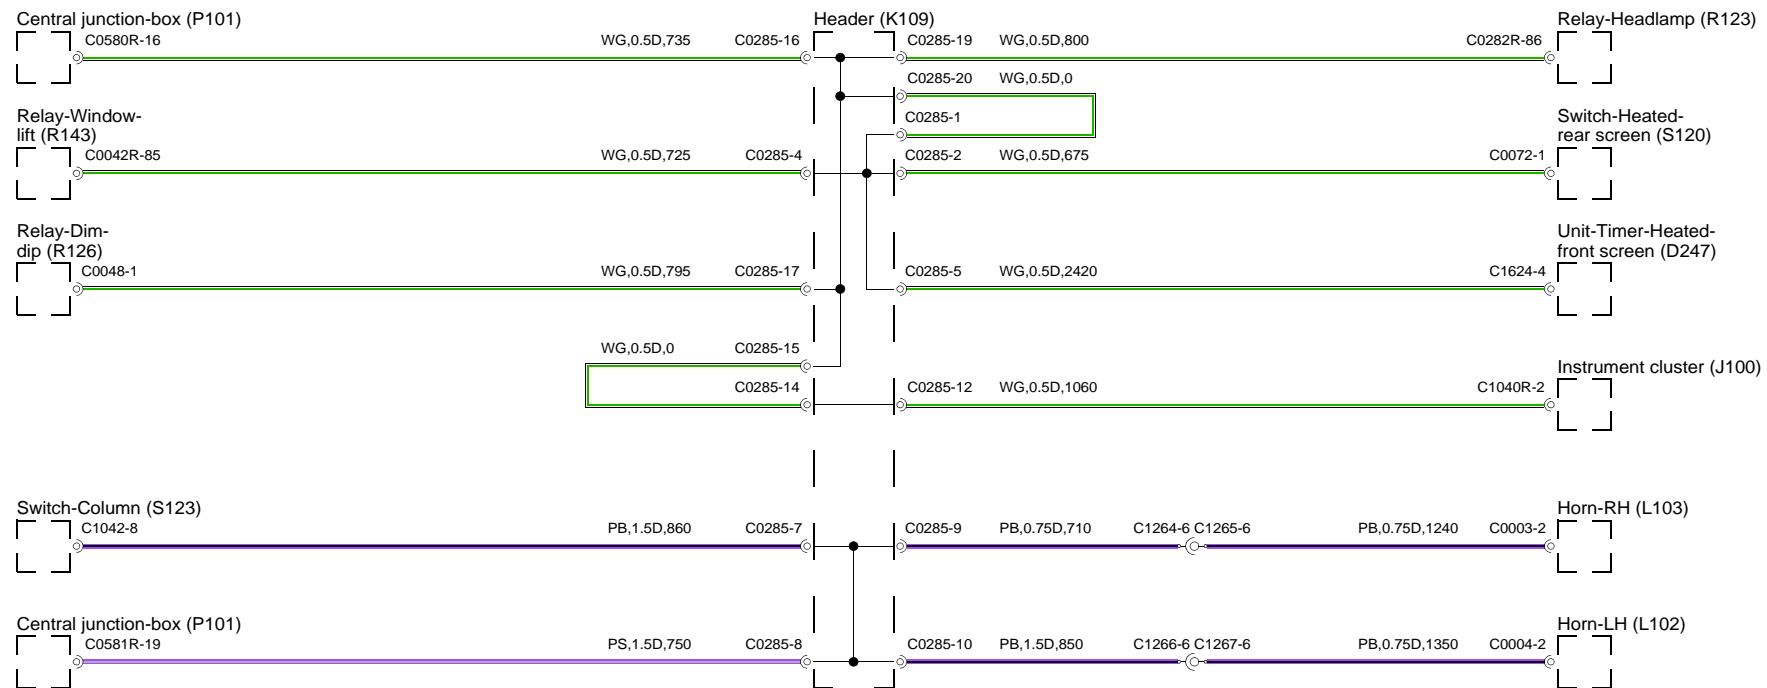 Central junction-box (P101)
Header (K109)
Relay-Headlamp (R123)
C0580R-16
WG,0.5D,735
C0285-16
C0285-19
WG,0.5D,800
C0282R-86
C0285-20
WG,0.5D,0
Relay-Window-
lift (R143)
C0285-1
Switch-Heated-
rear screen (S120)
C0042R-85
WG,0.5D,725
C0285-4
C0285-2
WG,0.5D,675
C0072-1
Relay-Dim-
dip (R126)
Unit-Timer-Heated-
front screen (D247)
C0048-1
WG,0.5D,795
C0285-17
C0285-5
WG,0.5D,2420
C1624-4
WG,0.5D,0
C0285-15
Instrument cluster (J100)
C0285-14
C0285-12
WG,0.5D,1060
C1040R-2
Switch-Column (S123)
Horn-RH (L103)
C1042-8
PB,1.5D,860
C0285-7
C0285-9
PB,0.75D,710
C1264-6 C1265-6
PB,0.75D,1240
C0003-2
Central junction-box (P101)
Horn-LH (L102)
C0581R-19
PS,1.5D,750
C0285-8
C0285-10
PB,1.5D,850
C1266-6 C1267-6
PB,0.75D,1350
C0004-2